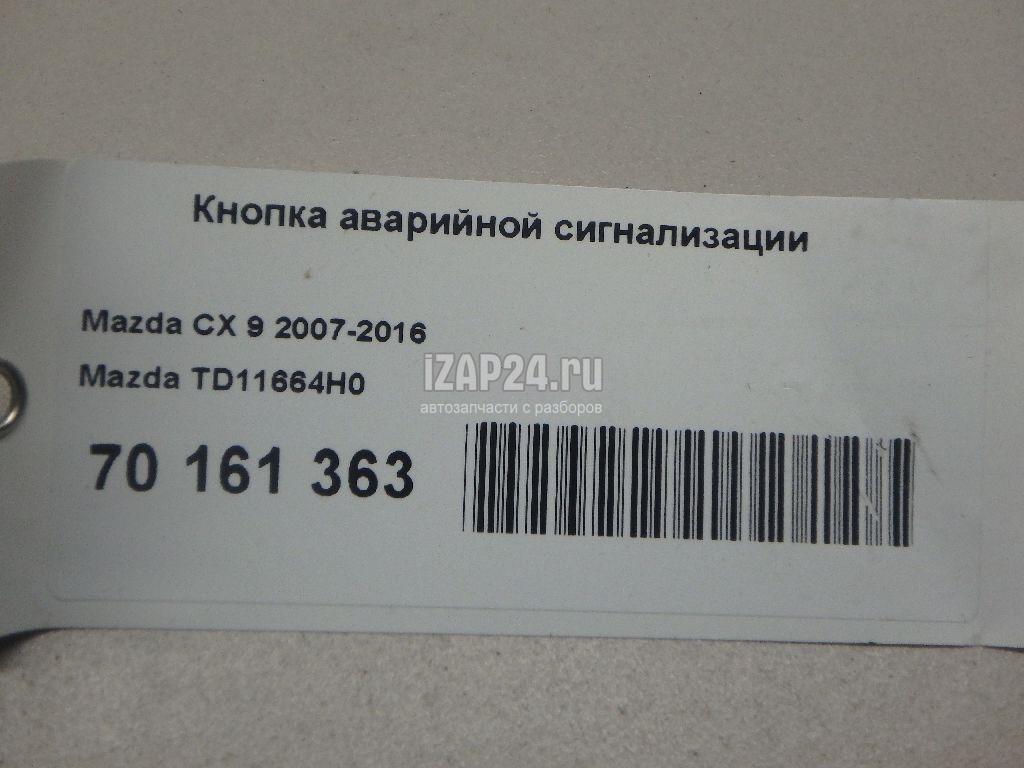 Кнопка аварийной сигнализации
Mazda CX 9 2007-2016
Mazda TD11664H0
iZAP24.ru
автозапчасти с разборов
70 161 363